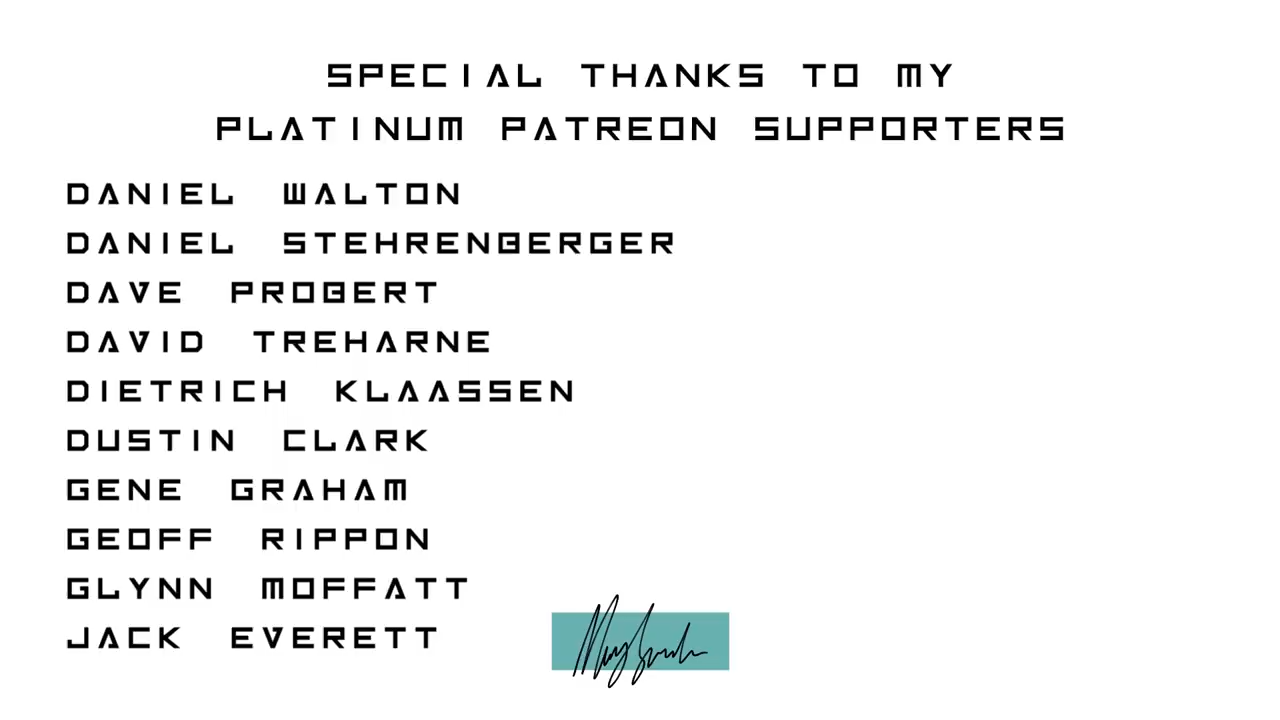 SPECIAL THANKS TO MY
PLATINUM PATREON SUPPORTERS
DANIEL WALTON
DANIEL STEHRENBERGER
DAVE PROBERT
DAVID TREHARNE
DIETRICH KLAASSEN
DUSTIN CLARK
GENE GRAHAM
GEOFF RIPPON
GLYNN MOFFATT
JACK EVERETT